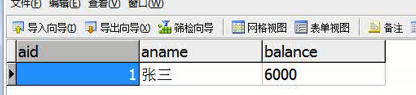 文件(F) 编辑(E) 查看(V) 窗口(W)
导入向导(I) 导出向导(X) 筛检向导 网格视图 表单视图 备注
aid aname balance
1 张三 6000